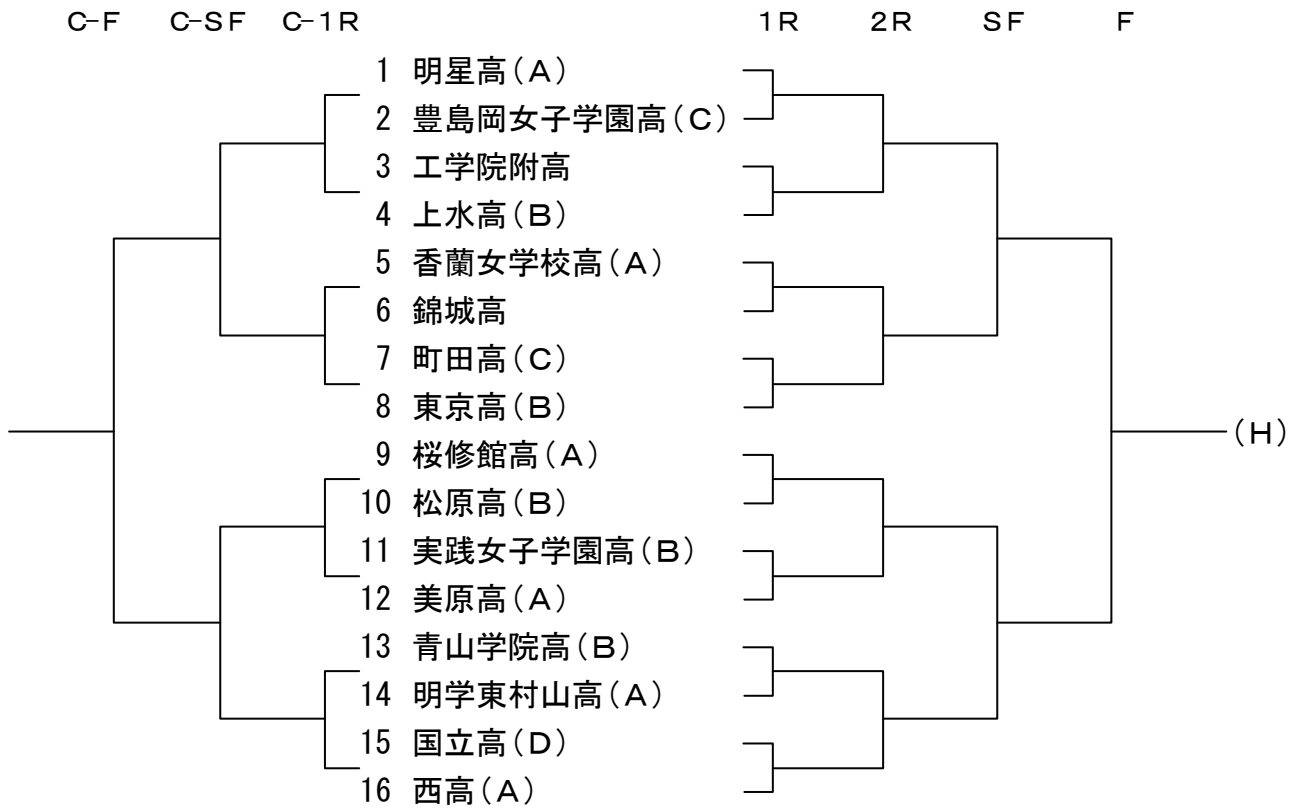 C-F C-SF C-1R 1R 2R SF F
1 明星高(A)
2 豊島岡女子学園高(C)
3 工学院附高
4 上水高(B)
5 香蘭女学校高(A)
6 錦城高
7 町田高(C)
8 東京高(B)
(H)
9 桜修館高(A)
10 松原高(B)
11 実践女子学園高(B)
12 美原高(A)
13 青山学院高(B)
14 明学東村山高(A)
15 国立高(D)
16 西高(A)